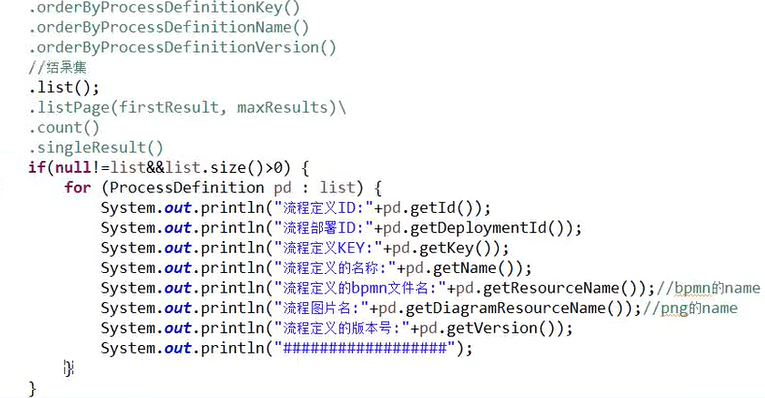 .orderByProcessDefinitionKey()
.orderByProcessDefinitionName()
.orderByProcessDefinitionVersion()
//结果集
.list();
.listPage(firstResult, maxResults)\
.count()
.singleResult()
if(null!=list&&list.size()>0) {
for (ProcessDefinition pd : list) {
System.out.println("流程定义ID:"+pd.getId());
System.out.println("流程部署ID:"+pd.getDeploymentId());
System.out.println("流程定义KEY:"+pd.getKey());
System.out.println("流程定义的名称:"+pd.getName());
System.out.println("流程定义的bpmn文件名:"+pd.getResourceName());//bpmn的name
System.out.println("流程图片名:"+pd.getDiagramResourceName());//png的name
System.out.println("流程定义的版本号:"+pd.getVersion());
System.out.println("##################");
}
}